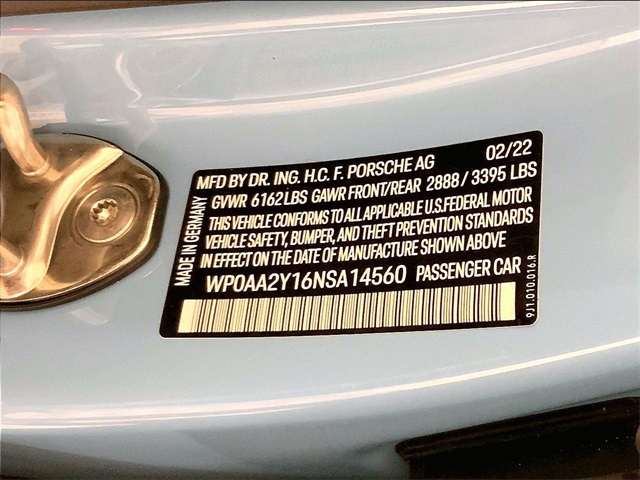 MFD BY DR. ING. H.C. F. PORSCHE AG 02/22
GVWR 6162LBS GAWR FRONT/REAR 2888 / 3395 LBS
THIS VEHICLE CONFORMS TO ALL APPLICABLE U.S.FEDERAL MOTOR
VEHICLE SAFETY, BUMPER, AND THEFT PREVENTION STANDARDS
IN EFFECT ON THE DATE OF MANUFACTURE SHOWN ABOVE
WP0AA2Y16NSA14560 PASSENGER CAR
MADE IN GERMANY
9J1.010.016.R